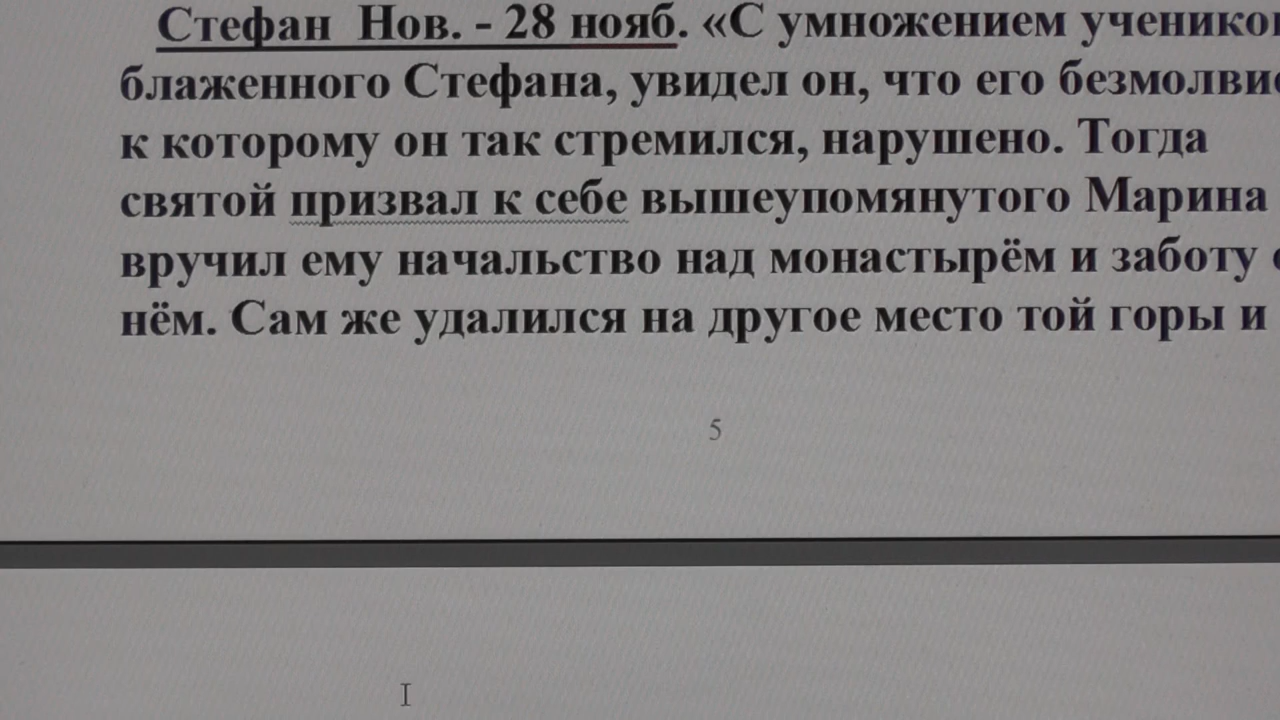 Стефан Нов. - 28 нояб. «С умножением
блаженного Стефана, увидел он, что его
к которому он так стремился, нарушено. Тогда
святой призвал к себе вышеупомянутого Марина
вручил ему начальство над монастырём и заботу
нём. Сам же удалился на другое место той горы и
5